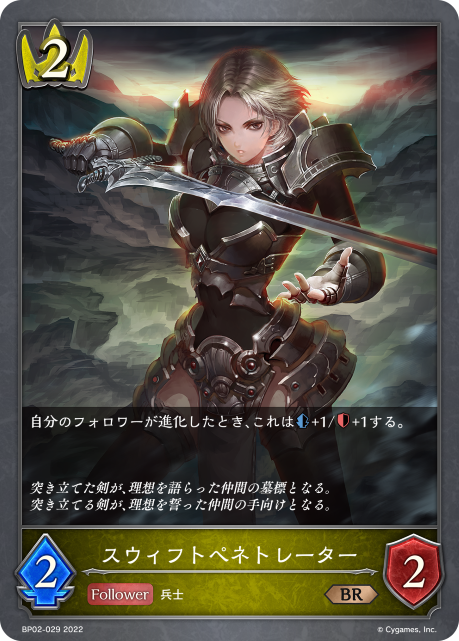 2
自分のフォロワーが進化したとき、これは+1/+1する。
突き立てた剣が、理想を語らった仲間の墓標となる。
突き立てる剣が、理想を誓った仲間の手向けとなる。
スウィフトペネトレーター
2
Follower 兵士
BR
2
BP02-029 2022
© Cygames, Inc.